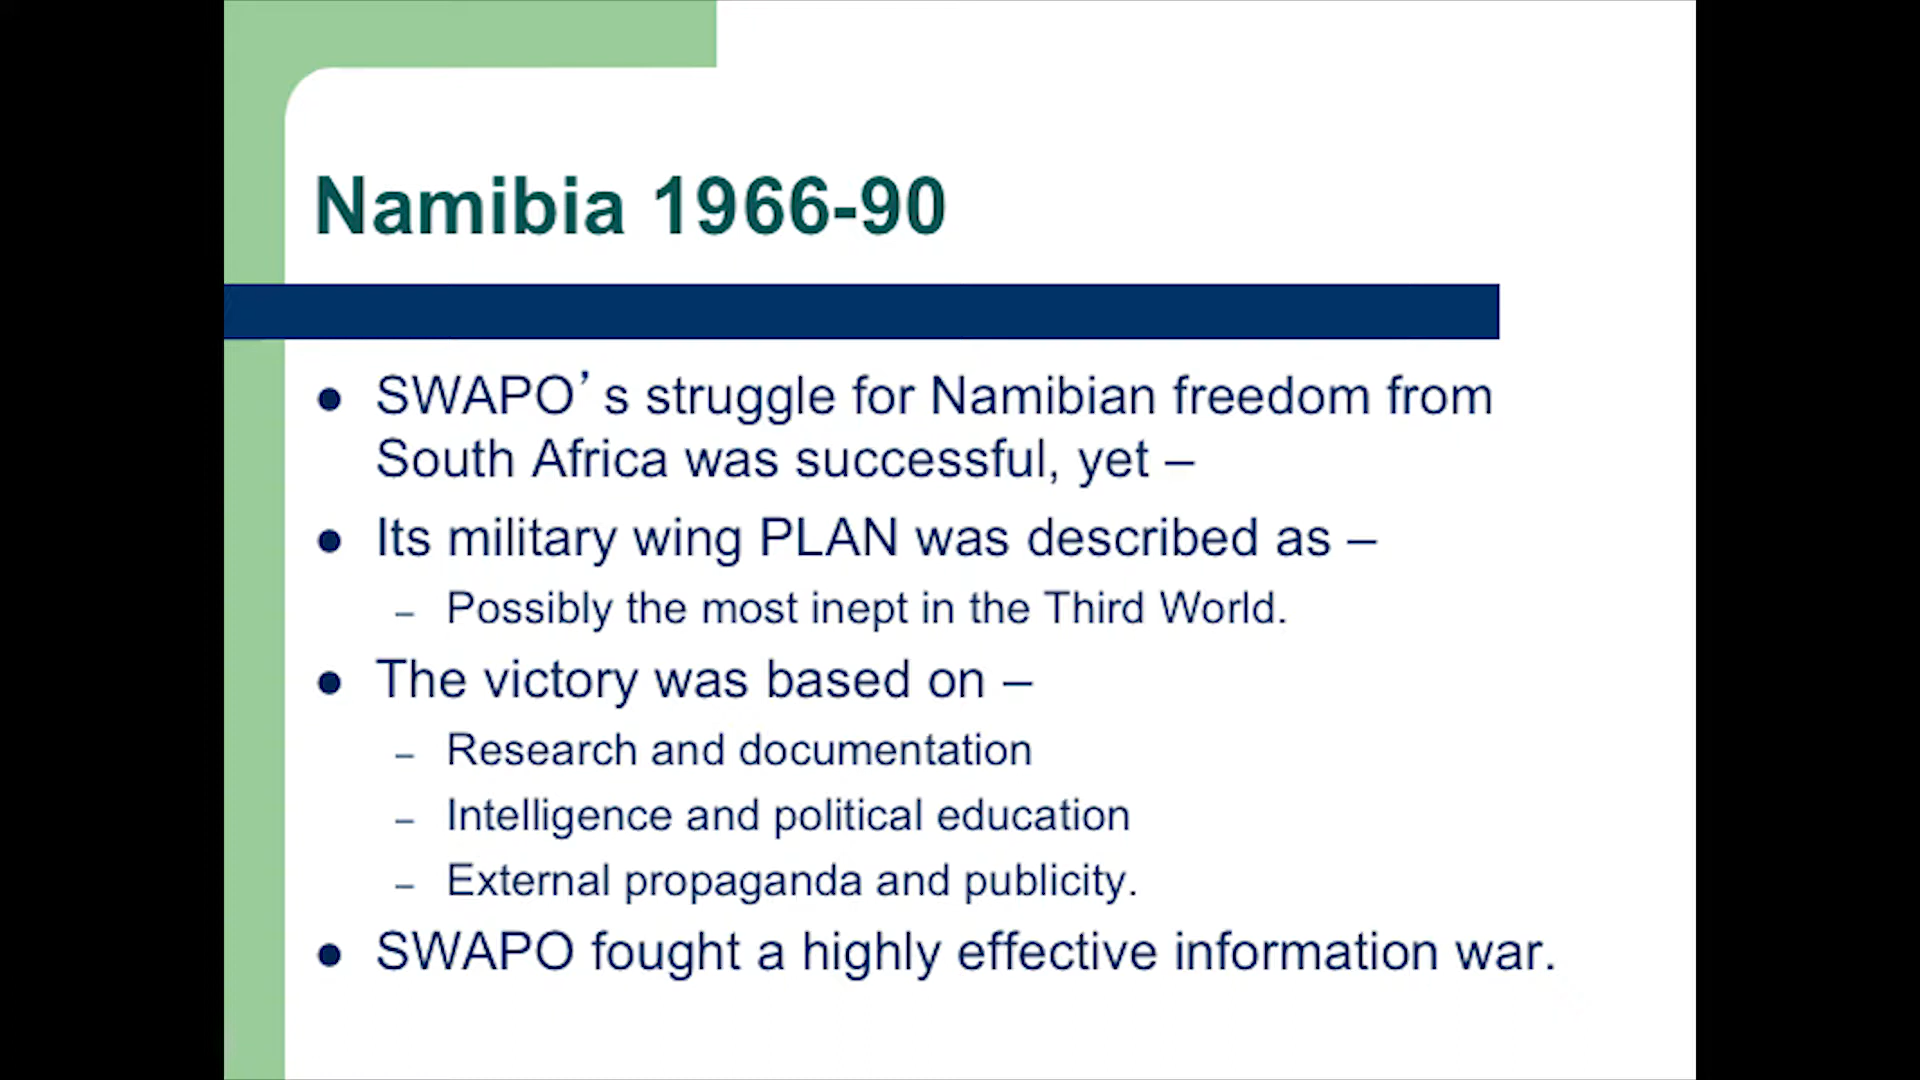 Namibia 1966-90
● SWAPO’s struggle for Namibian freedom from
South Africa was successful, yet –
● Its military wing PLAN was described as –
– Possibly the most inept in the Third World.
● The victory was based on –
– Research and documentation
– Intelligence and political education
– External propaganda and publicity.
● SWAPO fought a highly effective information war.